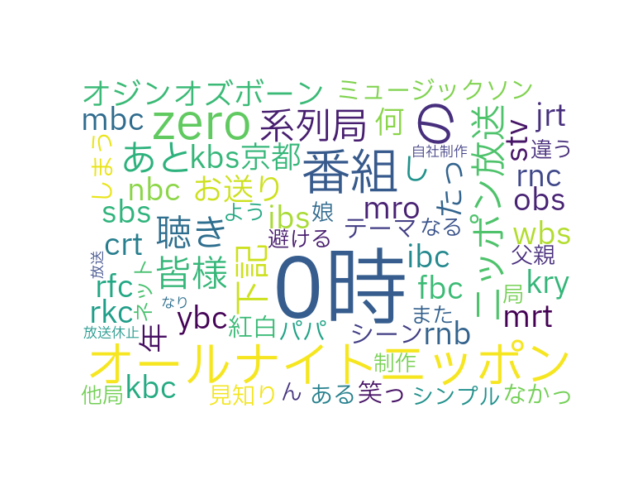 オジンオズボーン ミュージックソン
mbc zero 系列局 何 の ニッポン放送 stv jrt
しまう あと kbs京都 番組 し たっ 自社制作 違う
nbc お送り rnc
sbs 聴き よう ibs 娘 mro テーマ なる obs
crt 皆様 下記 避ける 0時 ibc wbs 父親
放送 rfc ネット fbc 局 kry
rkc なり ybc 紅白 パパ シーン また rnb mrt
放送休止 年
オールナイトニッポン 制作
他局 kbc 見知り ん ある 笑っ シンプル なかっ